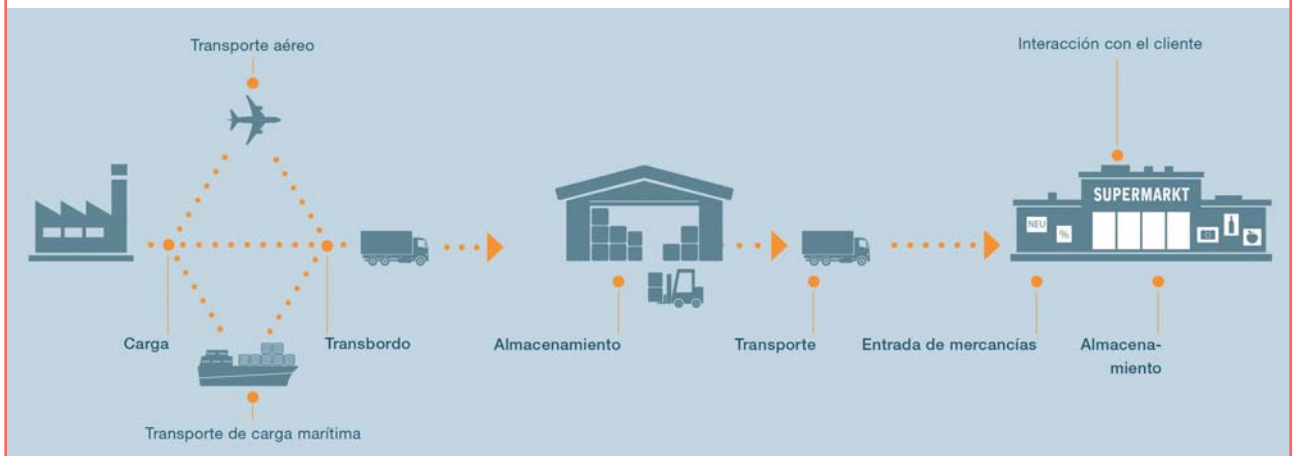 Transporte aéreo
Interacción con el cliente
SUPERMARKT
NEU
%
Carga
Transbordo
Almacenamiento
Transporte
Entrada de mercancías
Almacena-
miento
Transporte de carga marítima